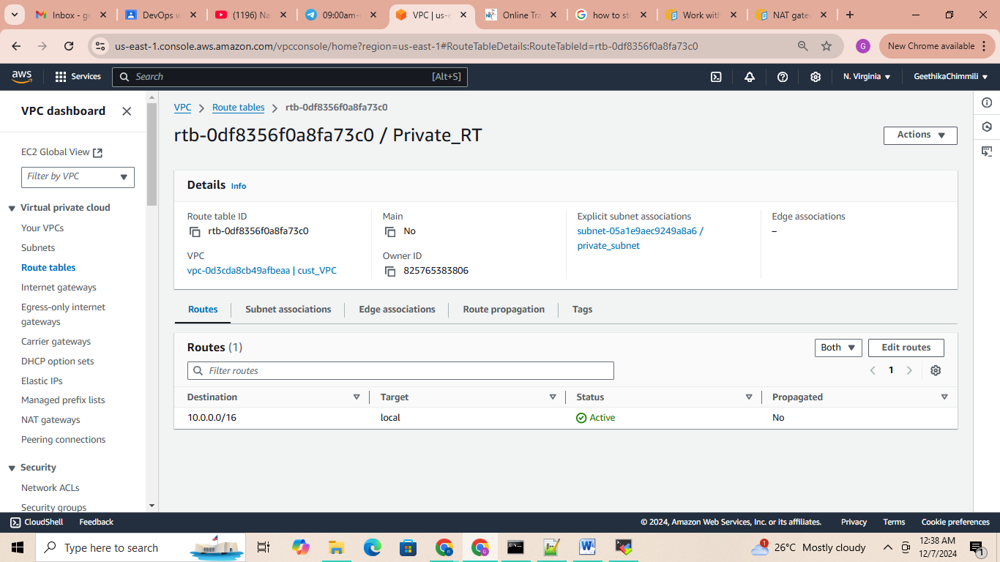 Inbox - ge
DevOps w
(1196) Na
09:00am-
VPC | us-e
Online Tra
how to sto
Work with
NAT gate
us-east-1.console.aws.amazon.com/vpcconsole/home?region=us-east-1#RouteTableDetails:RouteTableId=rtb-0df8356f0a8fa73c0
G
New Chrome available
aws
Services
Search
[Alt+S]
N. Virginia
GeethikaChimmili
VPC dashboard
EC2 Global View
Filter by VPC
Virtual private cloud
Your VPCs
Subnets
Route tables
Internet gateways
Egress-only internet
gateways
Carrier gateways
DHCP option sets
Elastic IPs
Managed prefix lists
NAT gateways
Peering connections
Security
Network ACLs
Security groups
VPC
Route tables
rtb-0df8356f0a8fa73c0
rtb-0df8356f0a8fa73c0 / Private_RT
Actions
Details Info
Route table ID
rtb-0df8356f0a8fa73c0
Main
No
Explicit subnet associations
subnet-05a1e9aec9249a8a6 /
private_subnet
Edge associations
–
VPC
vpc-0d3cda8cb49afbeaa | cust_VPC
Owner ID
825765383806
Routes
Subnet associations
Edge associations
Route propagation
Tags
Routes (1)
Both
Edit routes
Filter routes
1
Destination
Target
Status
Propagated
10.0.0.0/16
local
Active
No
CloudShell
Feedback
© 2024, Amazon Web Services, Inc. or its affiliates.
Privacy
Terms
Cookie preferences
Type here to search
1
26°C Mostly cloudy
12:38 AM
12/7/2024
1